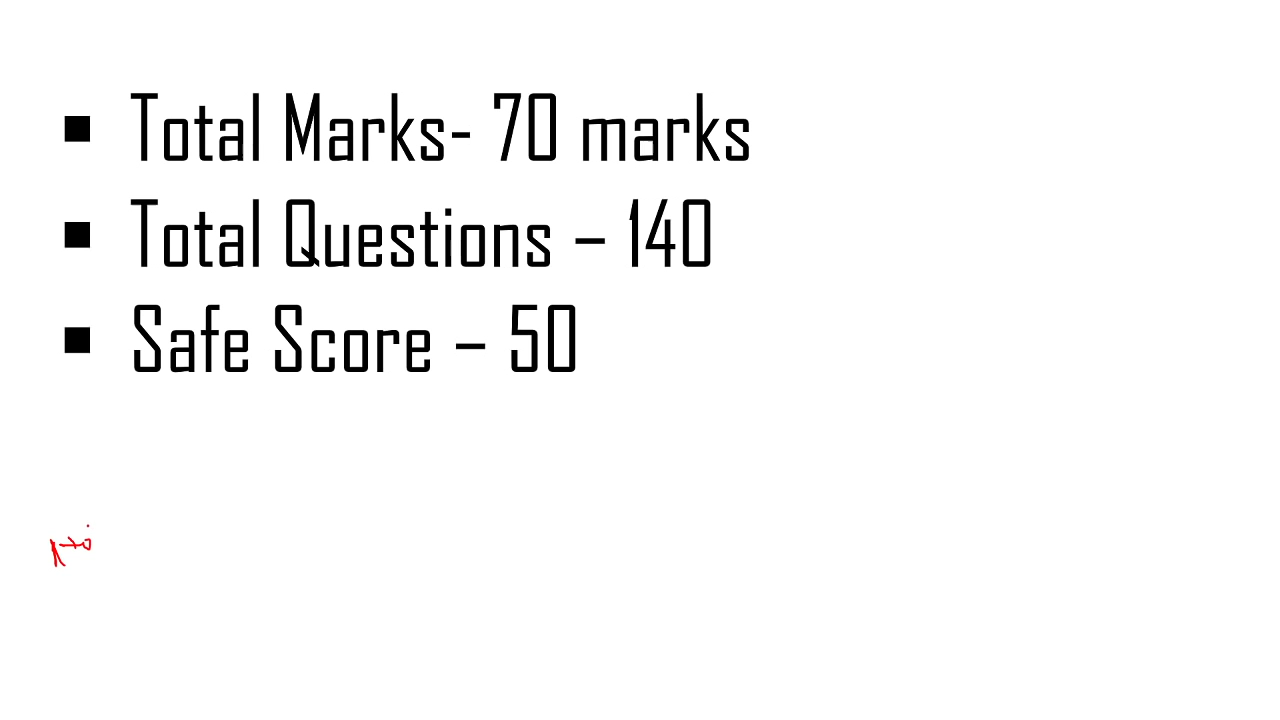 ▪ Total Marks- 70 marks
▪ Total Questions – 140
▪ Safe Score – 50